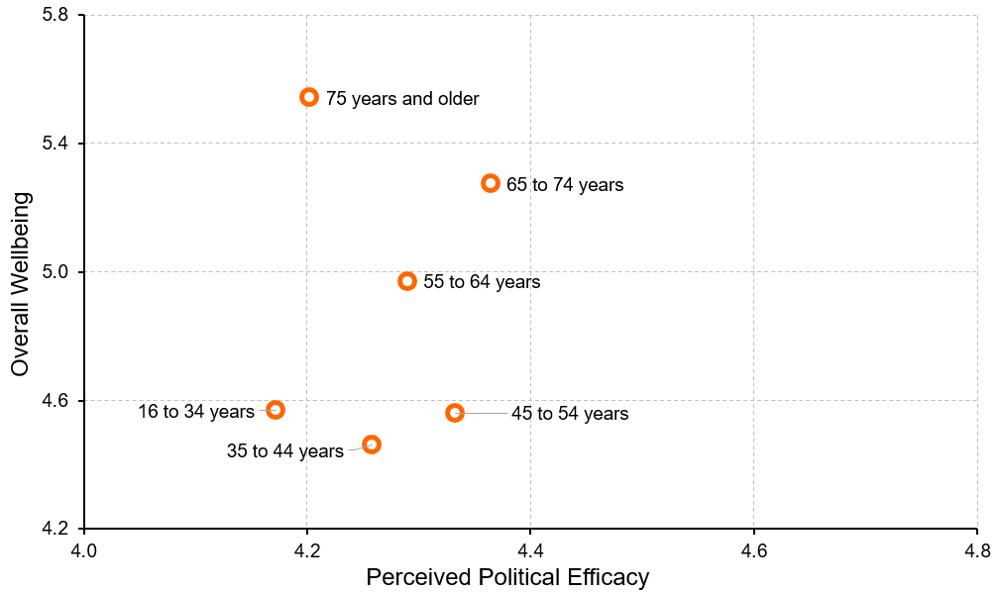 5.8
75 years and older
5.4
65 to 74 years
5.0
55 to 64 years
4.6
16 to 34 years
45 to 54 years
35 to 44 years
4.2
Overall Wellbeing
4.0
4.2
4.4
4.6
4.8
Perceived Political Efficacy